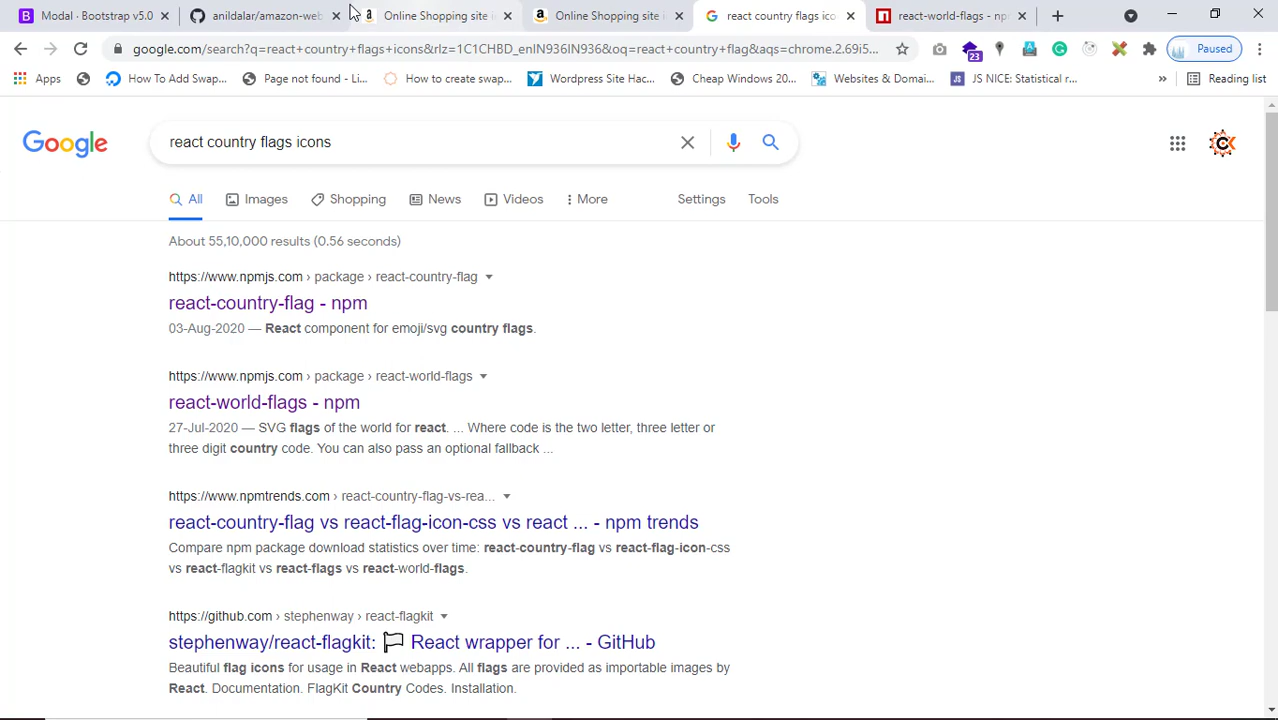 Modal · Bootstrap v5.0
anildalar/amazon-web
a
Online Shopping site i
Online Shopping site in
react country flags ico
react-world-flags - npm
google.com/search?q=react+country+flags+icons&rlz=1C1CHBD_enIN936IN936&oq=react+country+flag&aqs=chrome.2.69i5...
23
Paused
Apps
How To Add Swap...
Page not found - Li...
How to create swap...
Wordpress Site Hac...
Cheap Windows 20...
Websites & Domai...
JS NICE: Statistical r...
»
Reading list
Google
react country flags icons
All
Images
Shopping
News
Videos
More
Settings
Tools
About 55,10,000 results (0.56 seconds)
https://www.npmjs.com › package › react-country-flag
react-country-flag - npm
03-Aug-2020 — React component for emoji/svg country flags.
https://www.npmjs.com › package › react-world-flags
react-world-flags - npm
27-Jul-2020 — SVG flags of the world for react. ... Where code is the two letter, three letter or
three digit country code. You can also pass an optional fallback ...
https://www.npmtrends.com › react-country-flag-vs-rea...
react-country-flag vs react-flag-icon-css vs react ... - npm trends
Compare npm package download statistics over time: react-country-flag vs react-flag-icon-css
vs react-flagkit vs react-flags vs react-world-flags.
https://github.com › stephenway › react-flagkit
stephenway/react-flagkit: React wrapper for ... - GitHub
Beautiful flag icons for usage in React webapps. All flags are provided as importable images by
React. Documentation. FlagKit Country Codes. Installation.